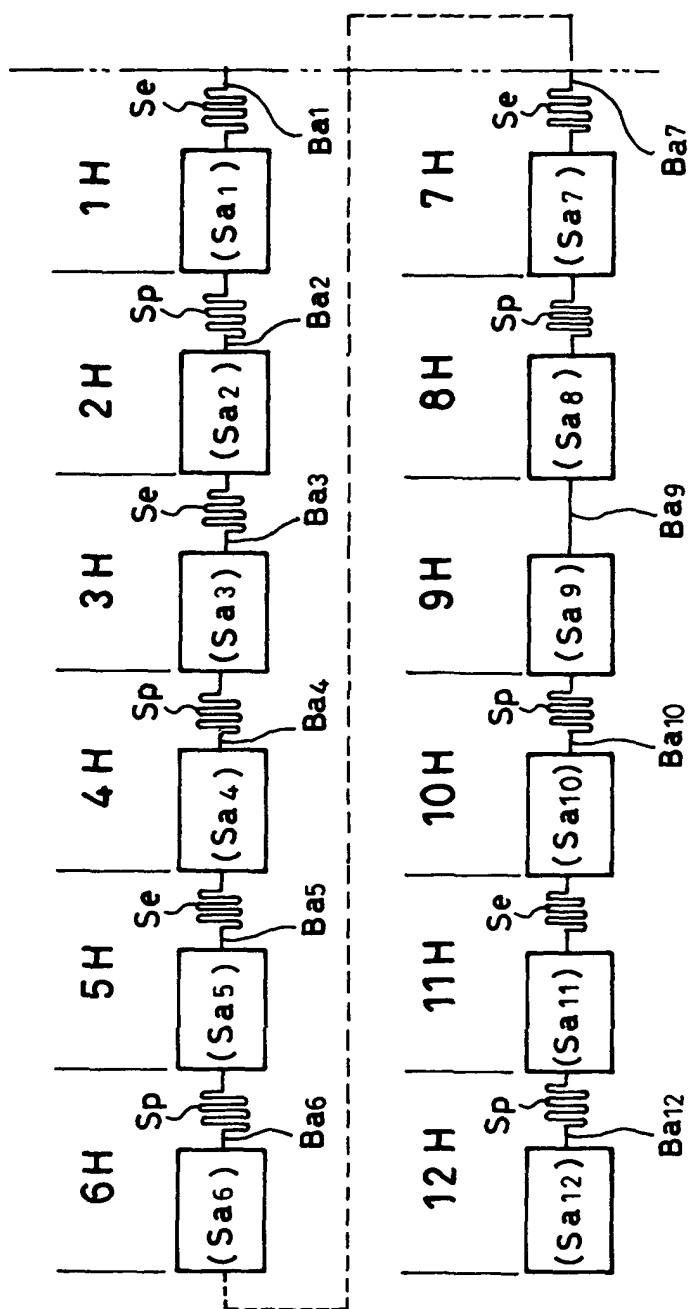 6H 5H 4H 3H 2H 1H
Sp Se Sp Se Sp Se
(Sa6) (Sa5) (Sa4) (Sa3) (Sa2) (Sa1)
Ba6 Ba5 Ba4 Ba3 Ba2 Ba1
12H 11H 10H 9H 8H 7H
Sp Se Sp Sp Se
(Sa12) (Sa11) (Sa10) (Sa9) (Sa8) (Sa7)
Ba12 Ba10 Ba9 Ba7